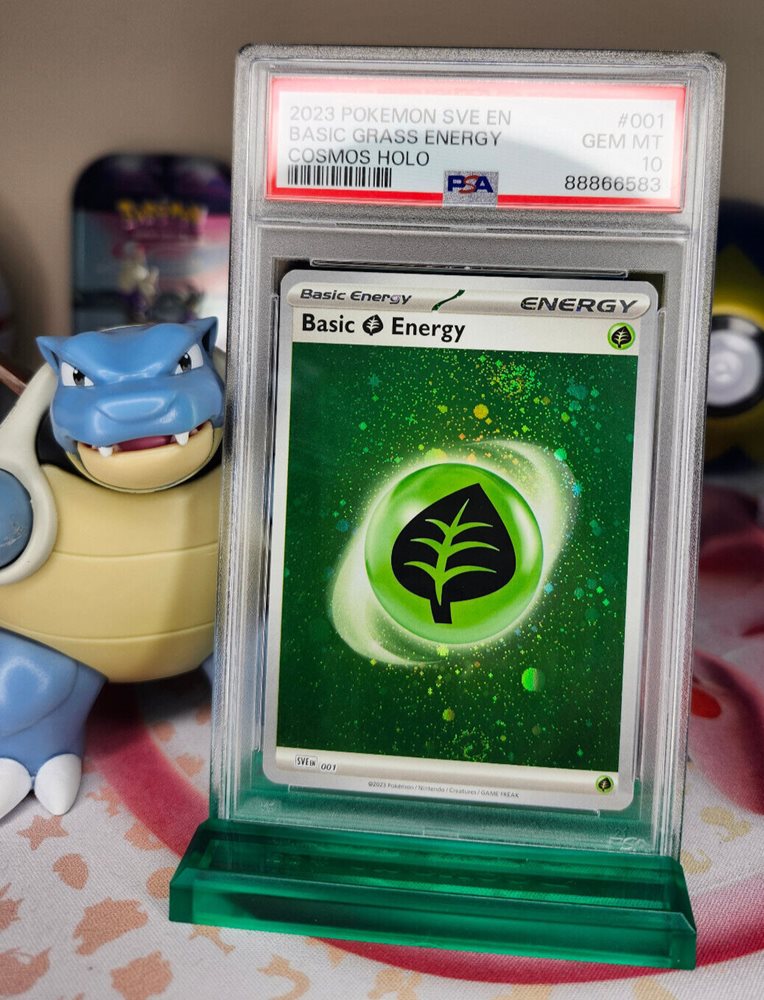 2023 POKEMON SVE EN #001
BASIC GRASS ENERGY GEM MT
COSMOS HOLO 10
PSA 88866583
Pokémon
Basic Energy ENERGY
Basic Energy
SVE EN 001
©2023 Pokémon / Nintendo / Creatures / GAME FREAK